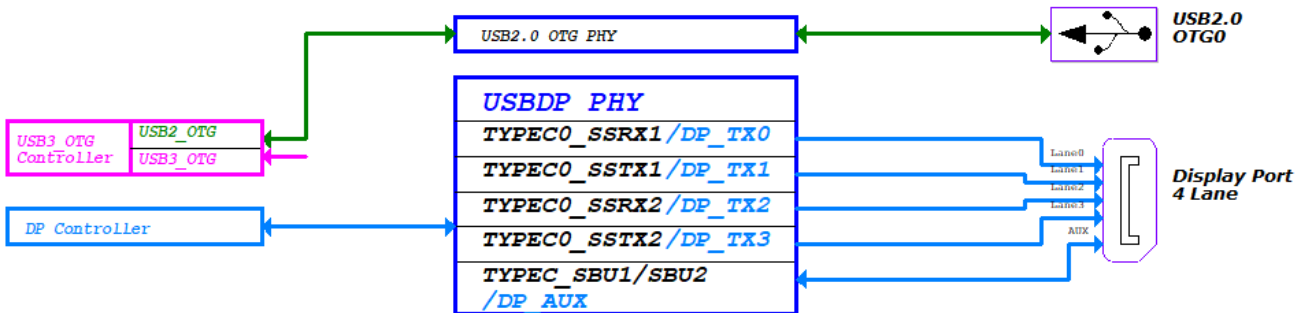 USB2.0 OTG PHY
USB2.0
OTG0
USBDP PHY
TYPEC0_SSRX1/DP_TX0
TYPEC0_SSTX1/DP_TX1
TYPEC0_SSRX2/DP_TX2
TYPEC0_SSTX2/DP_TX3
TYPEC_SBU1/SBU2
/DP_AUX
USB3_OTG
Controller
USB2_OTG
USB3_OTG
DP Controller
Lane0
Lane1
Lane2
Lane3
AUX
Display Port
4 Lane